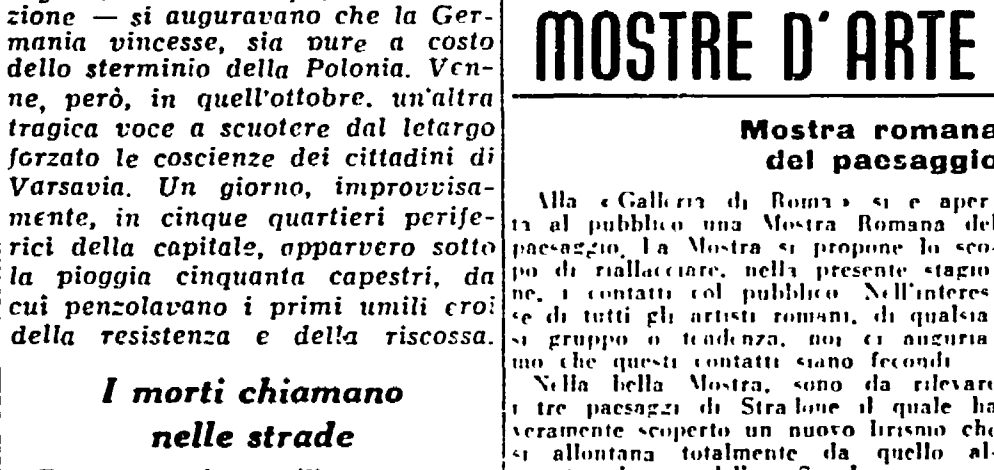 zione — si auguravano che la Ger-
mania vincesse, sia pure a costo
dello sterminio della Polonia. Ven-
ne, però, in quell'ottobre, un'altra
tragica voce a scuotere dal letargo
forzato le coscienze dei cittadini di
Varsavia. Un giorno, improvvisa-
mente, in cinque quartieri perife-
rici della capitale, apparvero sotto
la pioggia cinquanta capestri, da
cui penzolavano i primi umili eroi
della resistenza e della riscossa.
I morti chiamano
nelle strade
MOSTRE D'ARTE
Mostra romana
del paesaggio
Alla « Galleria di Roma » si e aper
ta al pubblico una Mostra Romana del
paesaggio. La Mostra si propone lo sco-
po di riallacciare, nella presente stagio
ne, i contatti col pubblico Nell'interes
se di tutti gli artisti romani, di qualsia
si gruppo o tendenza, noi ci auguria
mo che questi contatti siano fecondi
Nella bella Mostra, sono da rilevare
i tre paesaggi di Stradone il quale ha
veramente scoperto un nuovo lirismo che
si allontana totalmente da quello al-